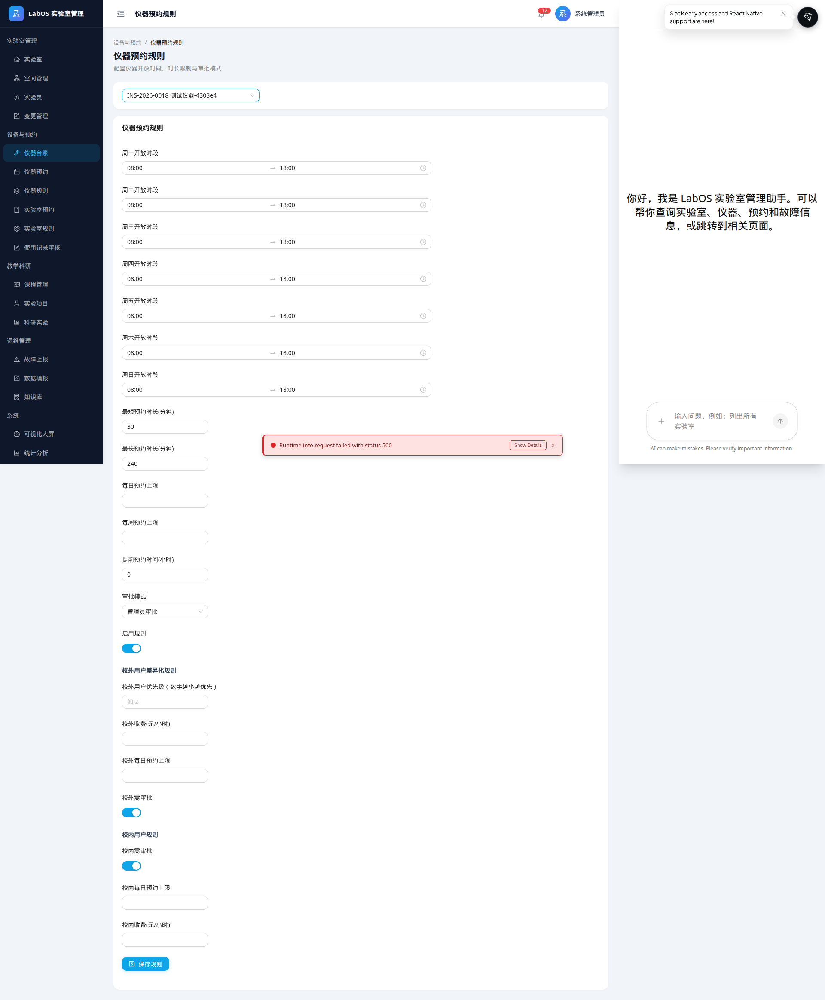 LabOS 实验室管理
实验室管理
实验室
空间管理
实验员
变更管理
设备与预约
仪器台账
仪器预约
仪器规则
实验室预约
实验室规则
使用记录审核
教学科研
课程管理
实验项目
科研实验
运维管理
故障上报
数据填报
知识库
系统
可视化大屏
统计分析
仪器预约规则
12
系
系统管理员
设备与预约 / 仪器预约规则
仪器预约规则
配置仪器开放时段、时长限制与审批模式
INS-2026-0018 测试仪器-4303e4
仪器预约规则
周一开放时段
08:00 → 18:00
周二开放时段
08:00 → 18:00
周三开放时段
08:00 → 18:00
周四开放时段
08:00 → 18:00
周五开放时段
08:00 → 18:00
周六开放时段
08:00 → 18:00
周日开放时段
08:00 → 18:00
最短预约时长(分钟)
30
最长预约时长(分钟)
240
每日预约上限
每周预约上限
提前预约时间(小时)
0
审批模式
管理员审批
启用规则
校外用户差异化规则
校外用户优先级（数字越小越优先）
如 2
校外收费(元/小时)
校外每日预约上限
校外需审批
校内用户规则
校内需审批
校内每日预约上限
校内收费(元/小时)
保存规则
Runtime info request failed with status 500
Show Details
x
Slack early access and React Native
support are here!
你好，我是 LabOS 实验室管理助手。可以
帮你查询实验室、仪器、预约和故障信
息，或跳转到相关页面。
输入问题，例如：列出所有
实验室
AI can make mistakes. Please verify important information.